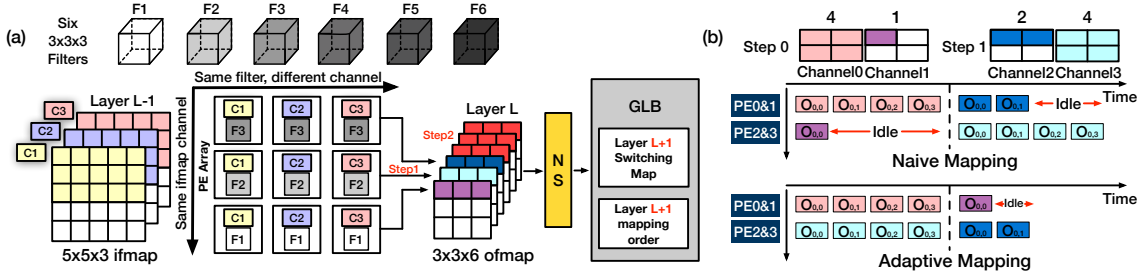 (a)
Six
3x3x3
Filters
F1
F2
F3
F4
F5
F6
Same filter, different channel
Layer L-1
C3
C2
C1
5x5x3 ifmap
Same ifmap channel
PE Array
C1
C2
C3
F3
F3
F3
C1
C2
C3
F2
F2
F2
C1
C2
C3
F1
F1
F1
Step2
Step1
Layer L
3x3x6 ofmap
N
S
GLB
Layer L+1
Switching
Map
Layer L+1
mapping
order
(b)
4
1
2
4
Step 0
Step 1
Channel0
Channel1
Channel2
Channel3
Time
PE0&1
O0,0
O0,1
O0,2
O0,3
O0,0
O0,1
Idle
PE2&3
O0,0
Idle
O0,0
O0,1
O0,2
O0,3
Naive Mapping
Time
PE0&1
O0,0
O0,1
O0,2
O0,3
O0,0
Idle
PE2&3
O0,0
O0,1
O0,2
O0,3
O0,0
O0,1
Adaptive Mapping